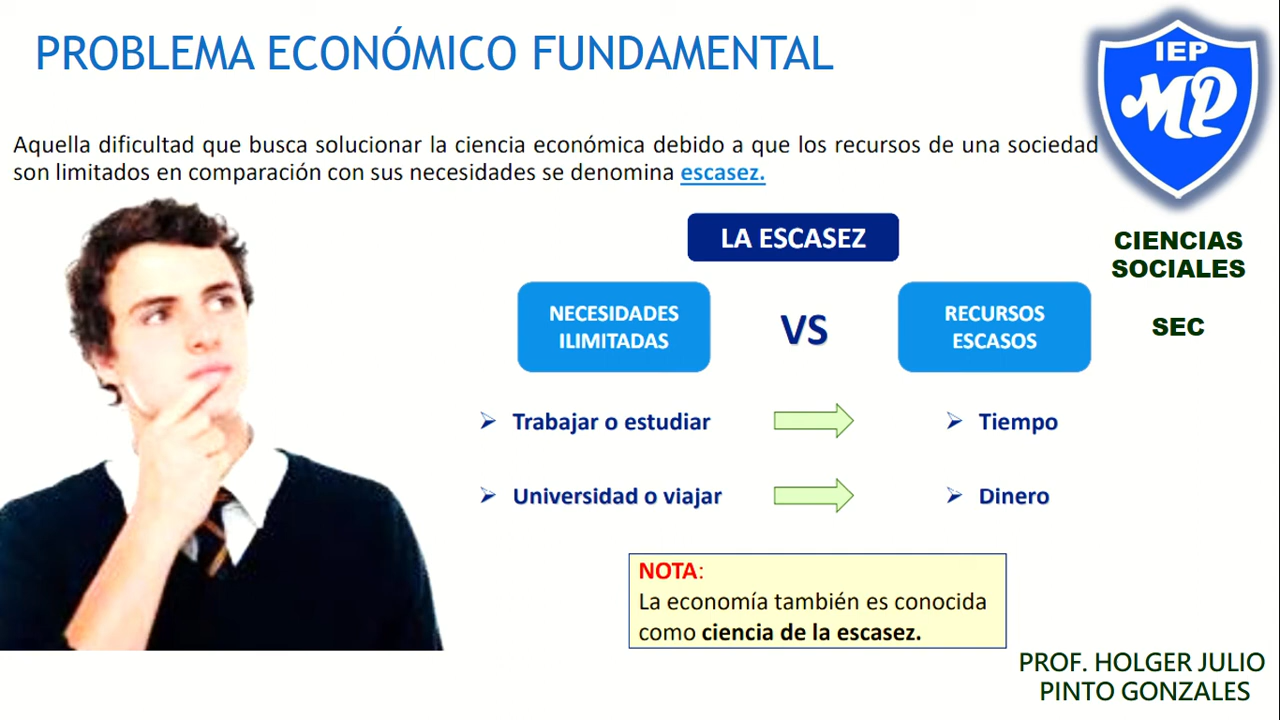 PROBLEMA ECONÓMICO FUNDAMENTAL
IEP
MP
Aquella dificultad que busca solucionar la ciencia económica debido a que los recursos de una sociedad
son limitados en comparación con sus necesidades se denomina escasez.
LA ESCASEZ
CIENCIAS
SOCIALES
SEC
NECESIDADES
ILIMITADAS
VS
RECURSOS
ESCASOS
Trabajar o estudiar
Tiempo
Universidad o viajar
Dinero
NOTA:
La economía también es conocida
como ciencia de la escasez.
PROF. HOLGER JULIO
PINTO GONZALES